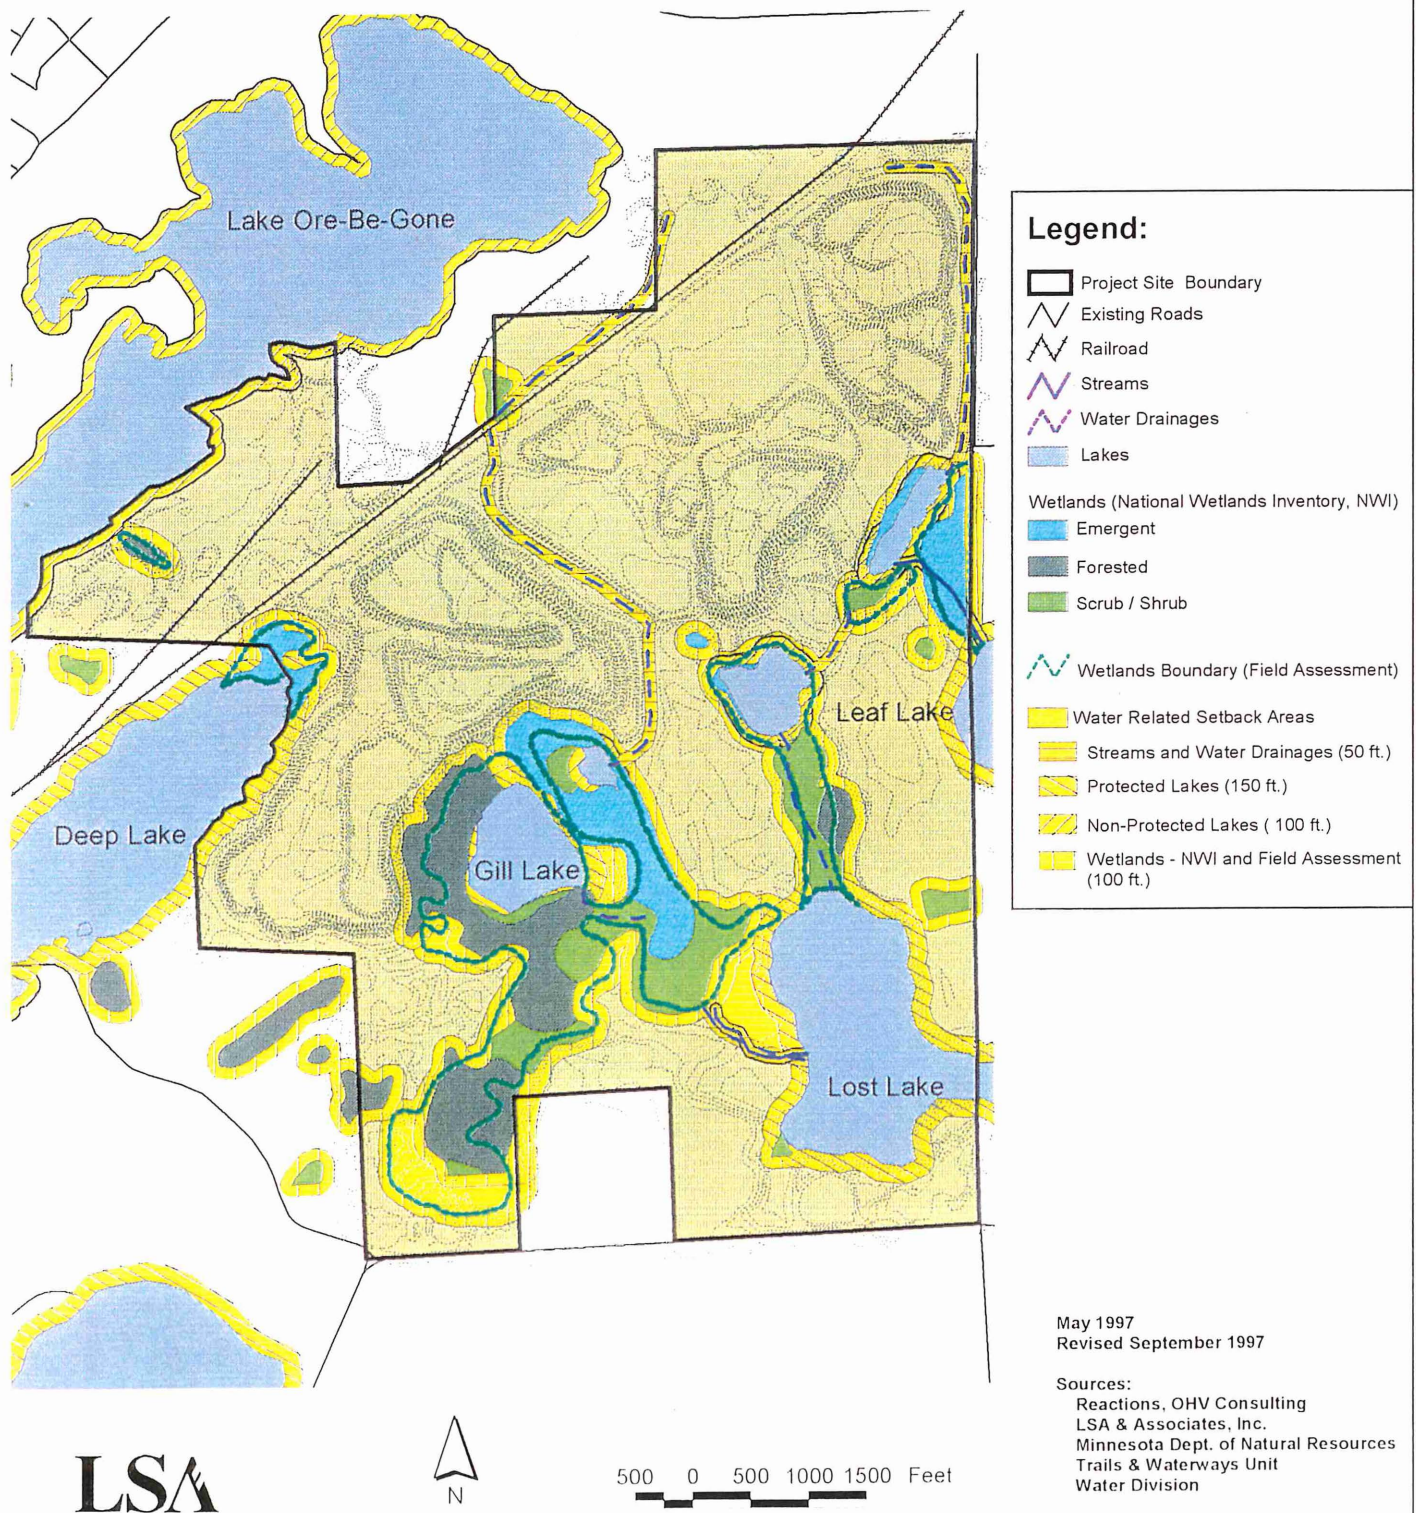 Lake Ore-Be-Gone
Leaf Lake
Deep Lake
Gill Lake
Lost Lake
Legend:
Project Site Boundary
Existing Roads
Railroad
Streams
Water Drainages
Lakes
Wetlands (National Wetlands Inventory, NWI)
Emergent
Forested
Scrub / Shrub
Wetlands Boundary (Field Assessment)
Water Related Setback Areas
Streams and Water Drainages (50 ft.)
Protected Lakes (150 ft.)
Non-Protected Lakes ( 100 ft.)
Wetlands - NWI and Field Assessment
(100 ft.)
May 1997
Revised September 1997
Sources:
Reactions, OHV Consulting
LSA & Associates, Inc.
Minnesota Dept. of Natural Resources
Trails & Waterways Unit
Water Division
LSA
N
500 0 500 1000 1500 Feet